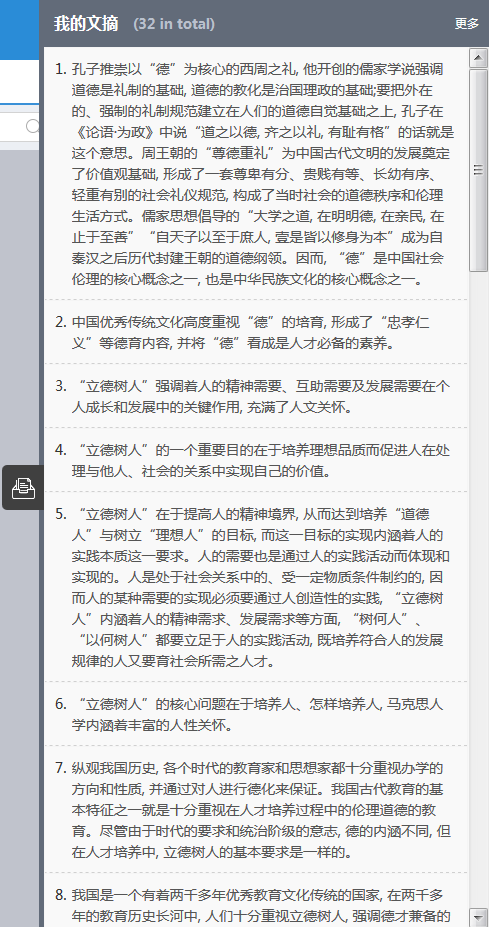 我的文摘 (32 in total) 更多
1. 孔子推崇以“德”为核心的西周之礼, 他开创的儒家学说强调
道德是礼制的基础, 道德的教化是治国理政的基础;要把外在
的、强制的礼制规范建立在人们的道德自觉基础之上, 孔子在
《论语·为政》中说“道之以德, 齐之以礼, 有耻有格”的话就是
这个意思。周王朝的“尊德重礼”为中国古代文明的发展奠定
了价值观基础, 形成了一套尊卑有分、贵贱有等、长幼有序、
轻重有别的社会礼仪规范, 构成了当时社会的道德秩序和伦理
生活方式。儒家思想倡导的“大学之道, 在明明德, 在亲民, 在
止于至善”“自天子以至于庶人, 壹是皆以修身为本”成为自
秦汉之后历代封建王朝的道德纲领。因而, “德”是中国社会
伦理的核心概念之一, 也是中华民族文化的核心概念之一。
2. 中国优秀传统文化高度重视“德”的培育, 形成了“忠孝仁
义”等德育内容, 并将“德”看成是人才必备的素养。
3. “立德树人”强调着人的精神需要、互助需要及发展需要在个
人成长和发展中的关键作用, 充满了人文关怀。
4. “立德树人”的一个重要目的在于培养理想品质而促进人在处
理与他人、社会的关系中实现自己的价值。
5. “立德树人”在于提高人的精神境界, 从而达到培养“道德
人”与树立“理想人”的目标, 而这一目标的实现内涵着人的
实践本质这一要求。人的需要也是通过人的实践活动而体现和
实现的。人是处于社会关系中的、受一定物质条件制约的, 因
而人的某种需要的实现必须要通过人创造性的实践, “立德树
人”内涵着人的精神需求、发展需求等方面, “树何人”、
“以何树人”都要立足于人的实践活动, 既培养符合人的发展
规律的人又要育社会所需之人才。
6. “立德树人”的核心问题在于培养人、怎样培养人, 马克思人
学内涵着丰富的人性关怀。
7. 纵观我国历史, 各个时代的教育家和思想家都十分重视办学的
方向和性质, 并通过对人进行德化来保证。我国古代教育的基
本特征之一就是十分重视在人才培养过程中的伦理道德的教
育。尽管由于时代的要求和统治阶级的意志, 德的内涵不同, 但
在人才培养中, 立德树人的基本要求是一样的。
8. 我国是一个有着两千多年优秀教育文化传统的国家, 在两千多
年的教育历史长河中, 人们十分重视立德树人, 强调德才兼备的